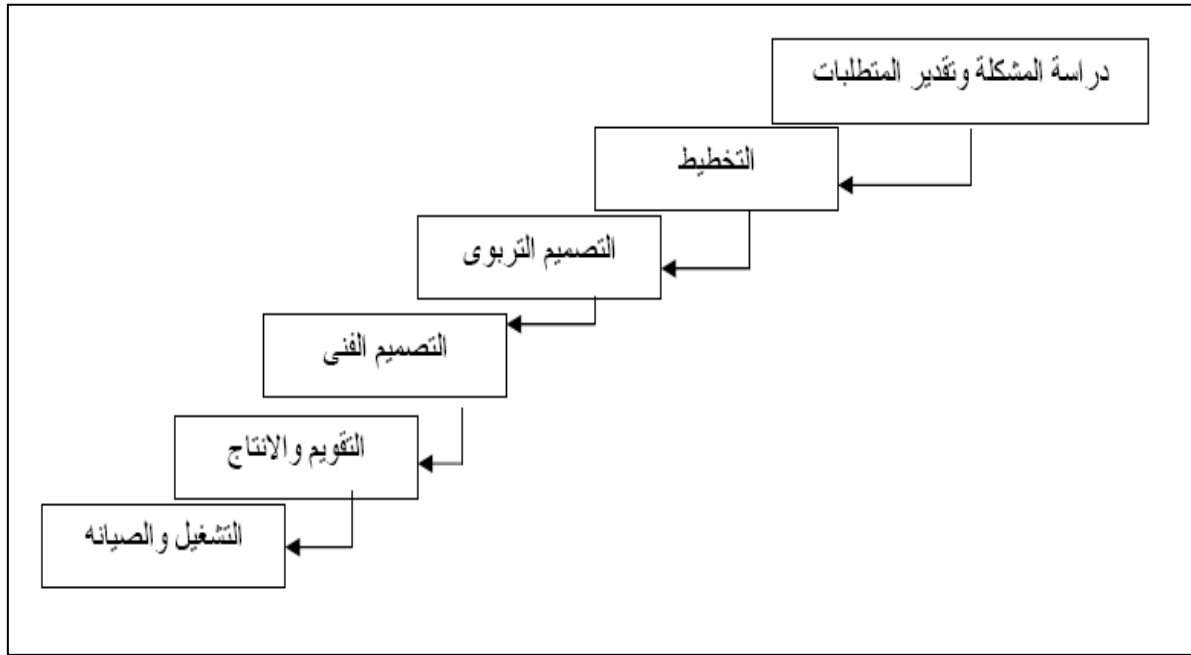 دراسة المشكلة وتقدير المتطلبات
التخطيط
التصميم التربوى
التصميم الفنى
التقويم والانتاج
التشغيل والصيانه